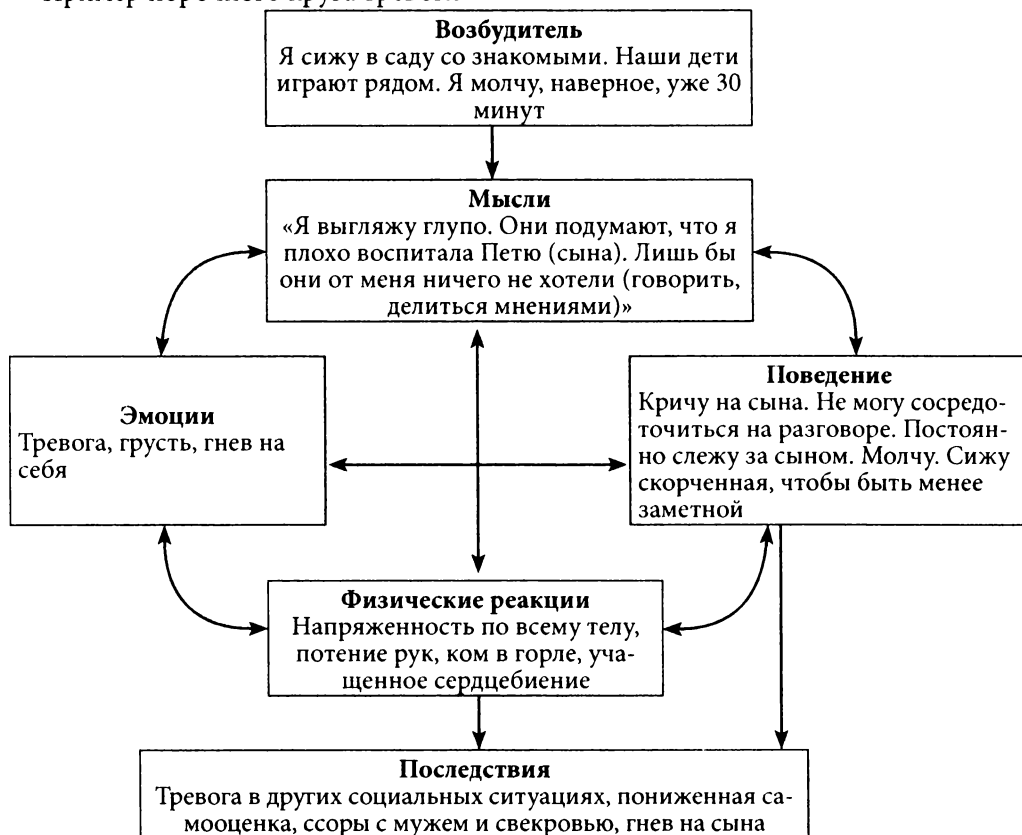 Возбудитель
Я сижу в саду со знакомыми. Наши дети
играют рядом. Я молчу, наверное, уже 30
минут
Мысли
«Я выгляжу глупо. Они подумают, что я
плохо воспитала Петю (сына). Лишь бы
они от меня ничего не хотели (говорить,
делиться мнениями)»
Эмоции
Тревога, грусть, гнев на
себя
Поведение
Кричу на сына. Не могу сосредо-
точиться на разговоре. Постоян-
но слежу за сыном. Молчу. Сижу
скорченная, чтобы быть менее
заметной
Физические реакции
Напряженность по всему телу,
потение рук, ком в горле, уча-
щенное сердцебиение
Последствия
Тревога в других социальных ситуациях, пониженная са-
мооценка, ссоры с мужем и свекровью, гнев на сына